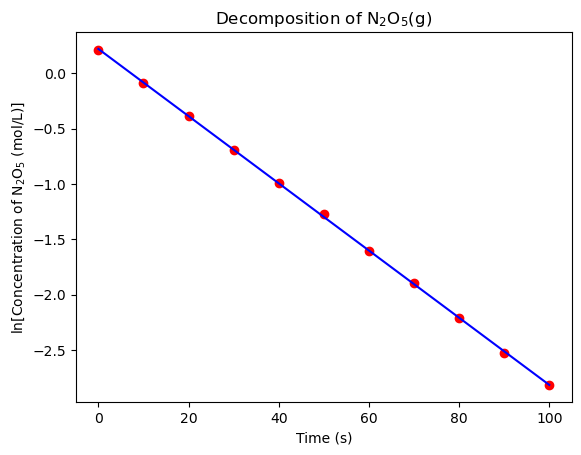 Decomposition of N₂O₅(g)
ln[Concentration of N₂O₅ (mol/L)]
0.0
−0.5
−1.0
−1.5
−2.0
−2.5
0 20 40 60 80 100
Time (s)